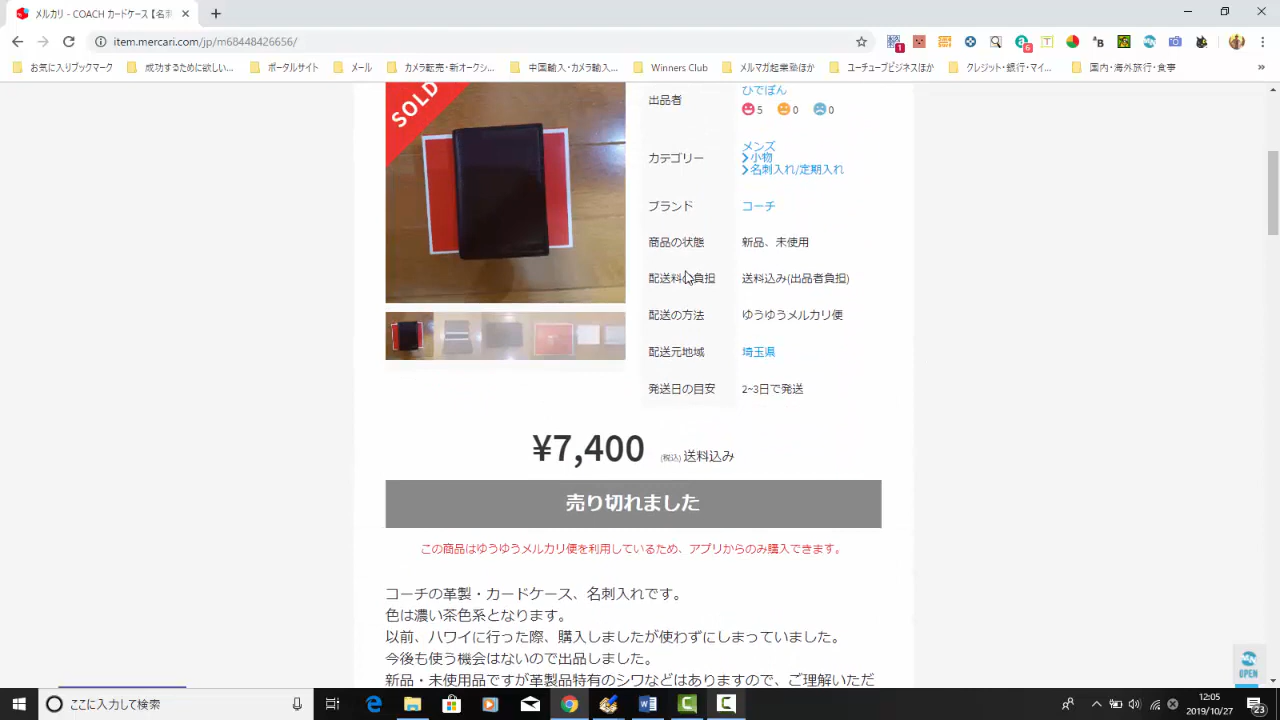 メルカリ - COACH カードケース【名刺
item.mercari.com/jp/m68448426656/
お気に入りブックマーク
成功するために欲しい...
ポータルサイト
メール
カメラ転売・新オークシ...
中国輸入・カメラ輸入...
Winners Club
メルマガ起業塾ほか
ユーチューブビジネスほか
クレジット・銀行・マイ...
国内・海外旅行・食事
»
SOLD
出品者 ひでぽん
5 0 0
カテゴリー メンズ
小物
名刺入れ/定期入れ
ブランド コーチ
商品の状態 新品、未使用
配送料の負担 送料込み(出品者負担)
配送の方法 ゆうゆうメルカリ便
配送元地域 埼玉県
発送日の目安 2~3日で発送
¥7,400 (税込) 送料込み
売り切れました
この商品はゆうゆうメルカリ便を利用しているため、アプリからのみ購入できます。
コーチの革製・カードケース、名刺入れです。
色は濃い茶色系となります。
以前、ハワイに行った際、購入しましたが使わずにしまっていました。
今後も使う機会はないので出品しました。
新品・未使用品ですが革製品特有のシワなどはありますので、ご理解いただ
OPEN
ここに入力して検索
12:05
2019/10/27
23